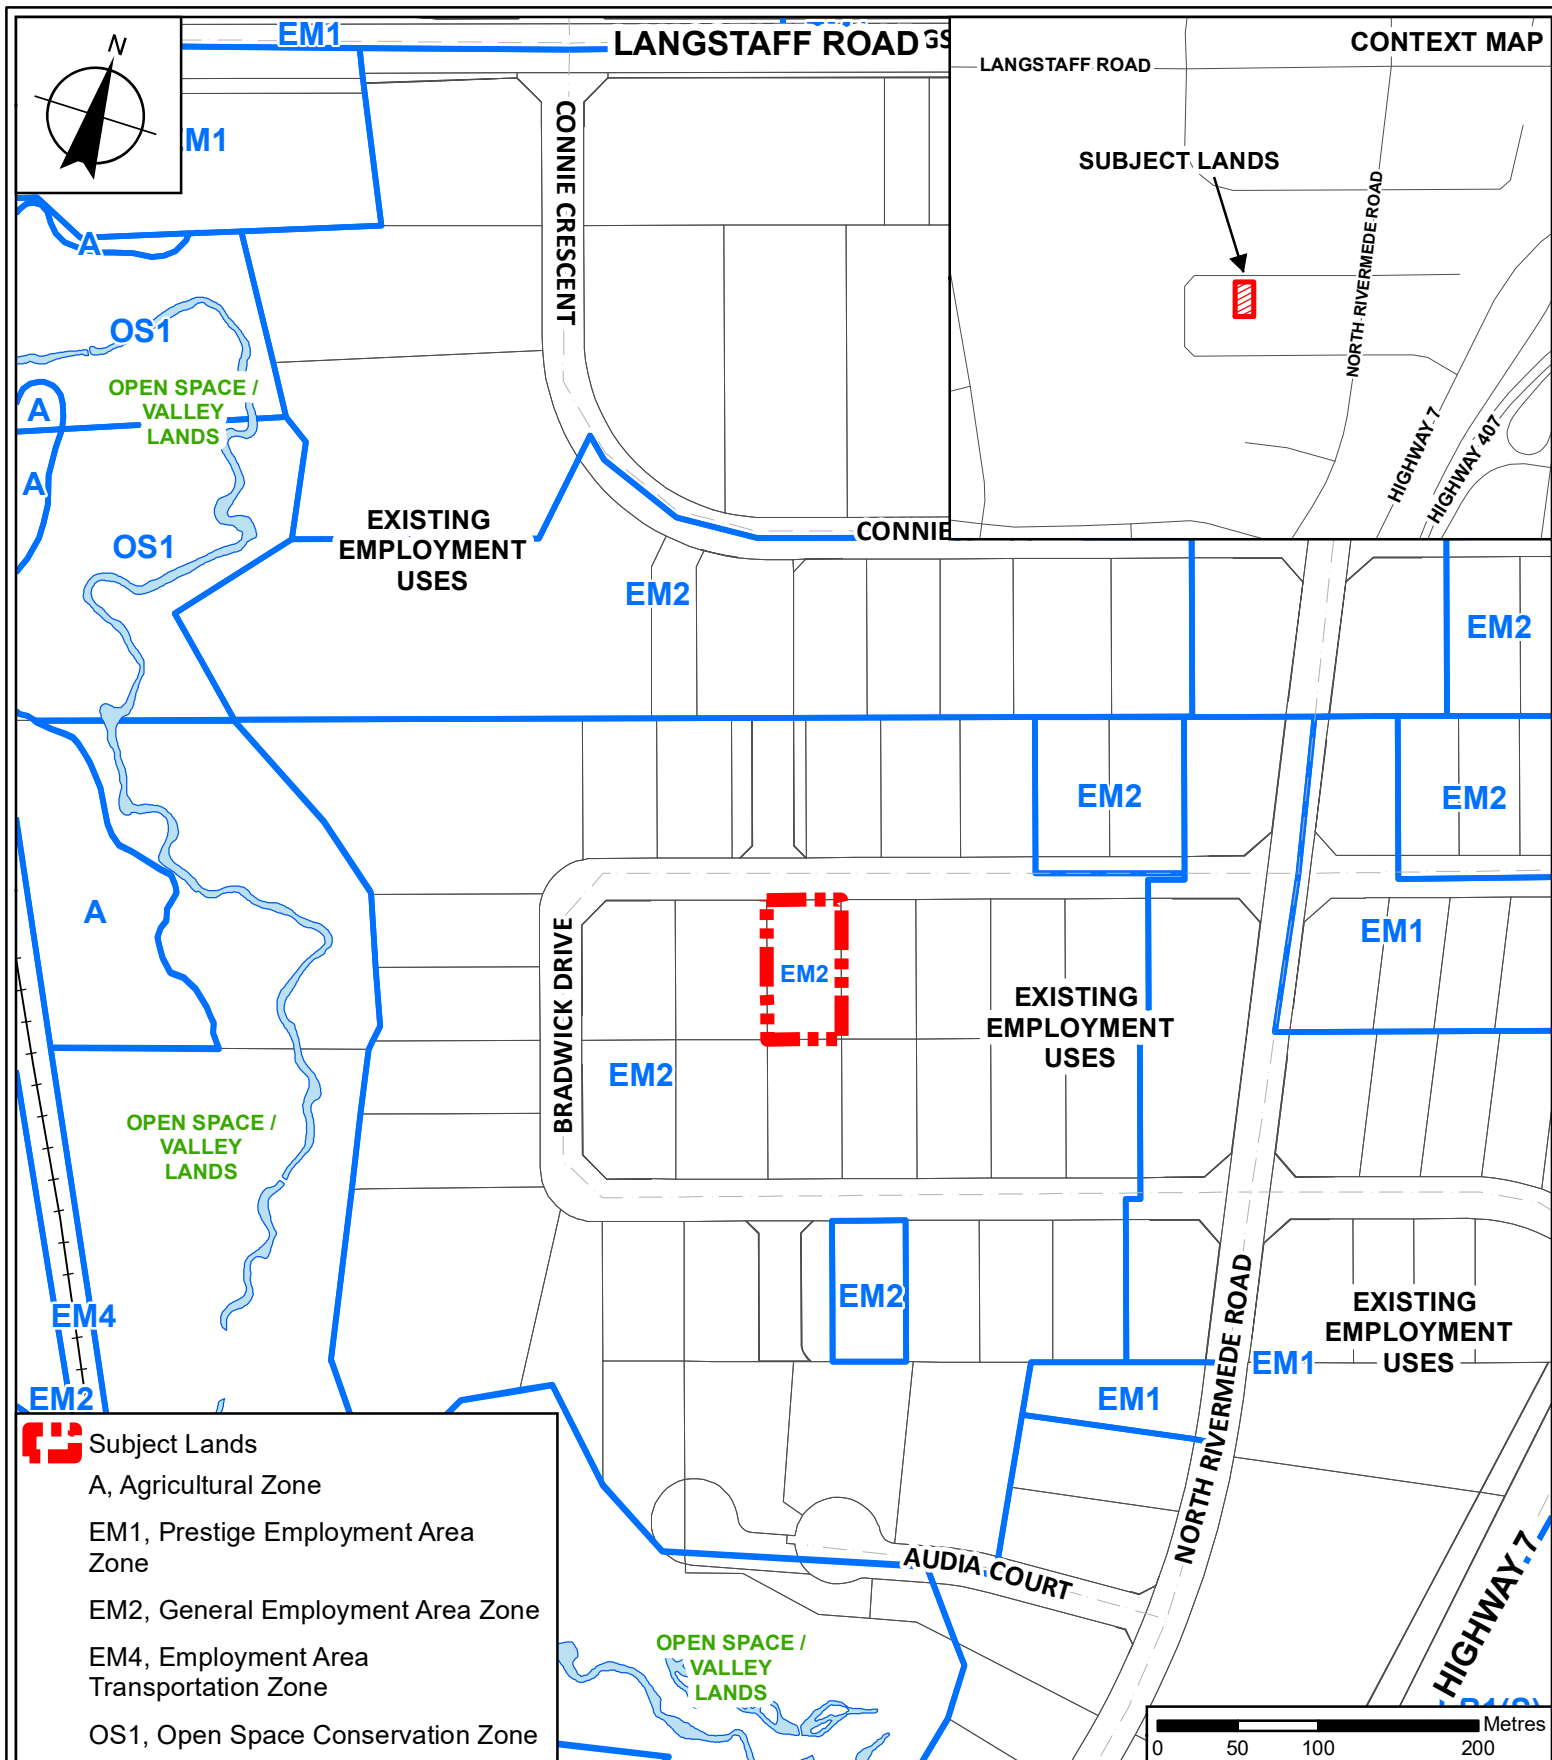 N
EM1
LANGSTAFF ROAD
GS
CONTEXT MAP
LANGSTAFF ROAD
SUBJECT LANDS
NORTH RIVERMEDE ROAD
HIGHWAY 7
HIGHWAY 407
M1
CONNIE CRESCENT
A
OS1
OPEN SPACE /
VALLEY
LANDS
A
A
OS1
EXISTING
EMPLOYMENT
USES
CONNIE
EM2
EM2
EM2
EM2
A
BRADWICK DRIVE
EM2
EM1
EXISTING
EMPLOYMENT
USES
EM2
OPEN SPACE /
VALLEY
LANDS
EM4
EM2
EM2
NORTH RIVERMEDE ROAD
EXISTING
EMPLOYMENT
USES
EM1
EM1
AUDIA COURT
HIGHWAY 7
OPEN SPACE /
VALLEY
LANDS
Subject Lands
A, Agricultural Zone
EM1, Prestige Employment Area
Zone
EM2, General Employment Area Zone
EM4, Employment Area
Transportation Zone
OS1, Open Space Conservation Zone
Metres
0 50 100 200